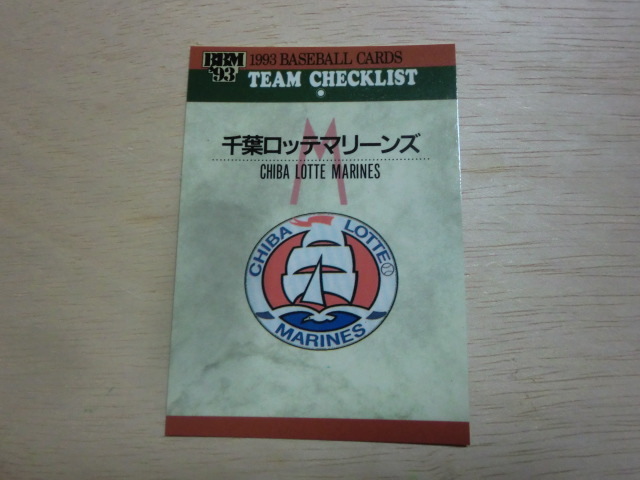 BBM '93
1993 BASEBALL CARDS
TEAM CHECKLIST
千葉ロッテマリーンズ
CHIBA LOTTE MARINES
M
CHIBA LOTTE
MARINES